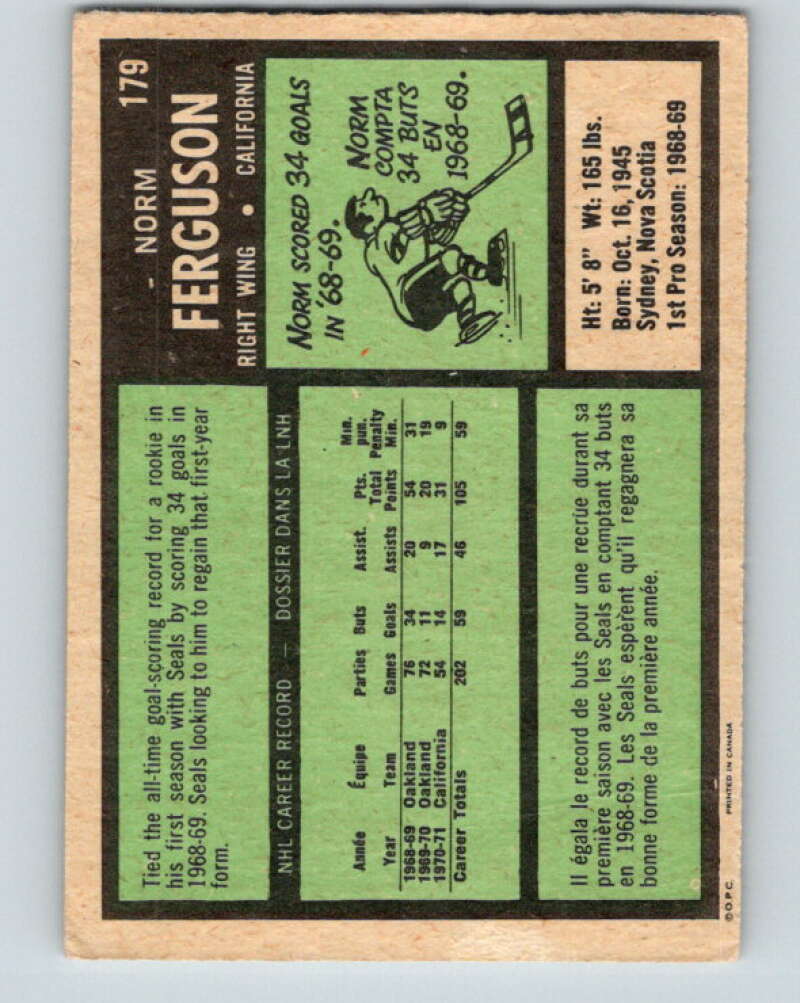 179
NORM
FERGUSON
RIGHT WING • CALIFORNIA
NORM SCORED 34 GOALS
IN '68-69.
NORM
COMPTA
34 BUTS
EN
1968-69.
Ht: 5' 8" Wt: 165 lbs.
Born: Oct. 16, 1945
Sydney, Nova Scotia
1st Pro Season: 1968-69
Tied the all-time goal-scoring record for a rookie in
his first season with Seals by scoring 34 goals in
1968-69. Seals looking to him to regain that first-year
form.
NHL CAREER RECORD — DOSSIER DANS LA LNH
Année Équipe Parties Buts Assist. Pts. Min. pun.
Year Team Games Goals Assists Total Points Penalty Min.
1968-69 Oakland 76 34 20 54 31
1969-70 Oakland 72 11 9 20 19
1970-71 California 54 14 17 31 9
Career Totals 202 59 46 105 59
Il égala le record de buts pour une recrue durant sa
première saison avec les Seals en comptant 34 buts
en 1968-69. Les Seals espèrent qu'il regagnera sa
bonne forme de la première année.
©O.P.C. PRINTED IN CANADA